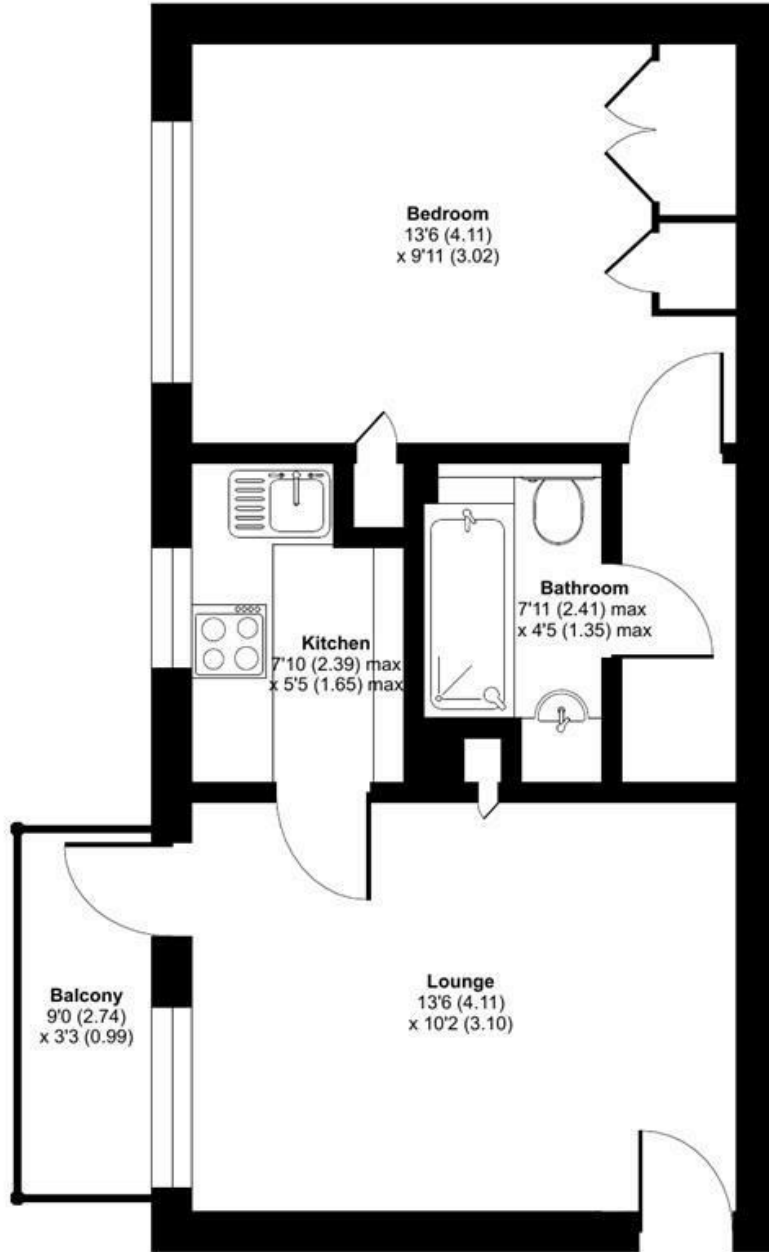 Bedroom
13'6 (4.11)
x 9'11 (3.02)
Bathroom
7'11 (2.41) max
x 4'5 (1.35) max
Kitchen
7'10 (2.39) max
x 5'5 (1.65) max
Balcony
9'0 (2.74)
x 3'3 (0.99)
Lounge
13'6 (4.11)
x 10'2 (3.10)